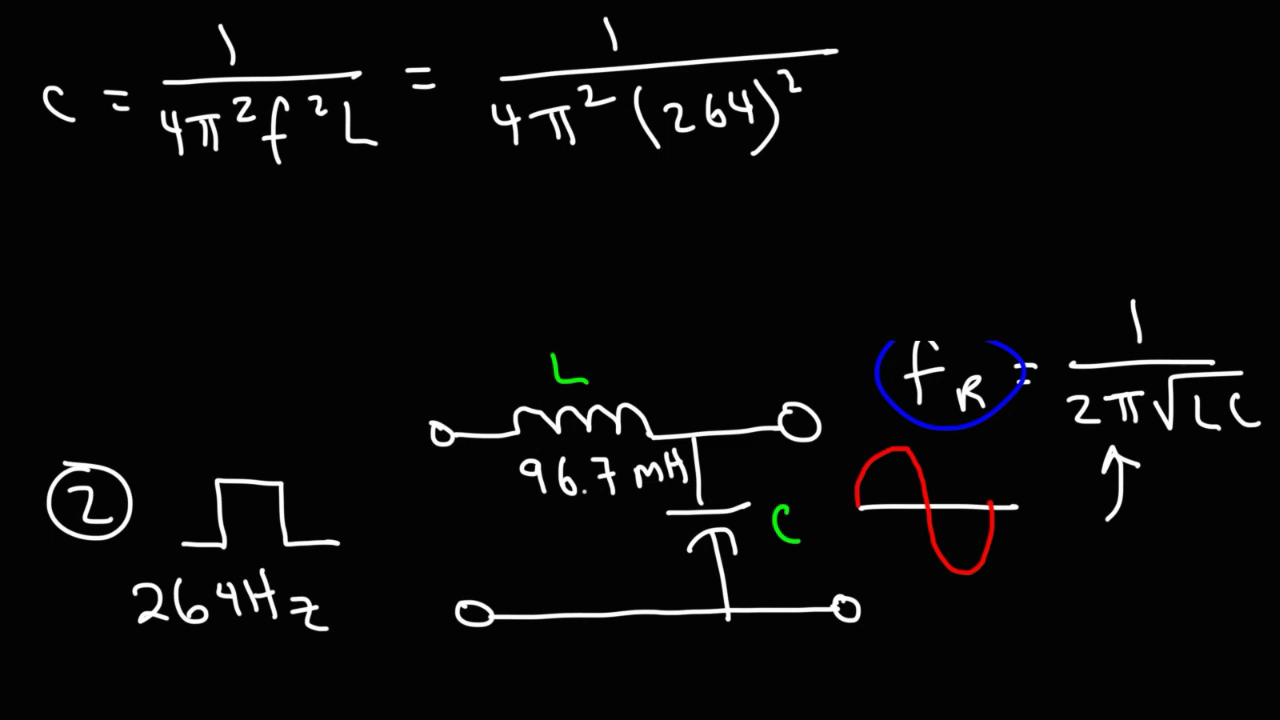 c = 1/(4π²f²L) = 1/(4π²(264)²)
L
f_R = 1/(2π√LC)
96.7 mH
C
2
264Hz